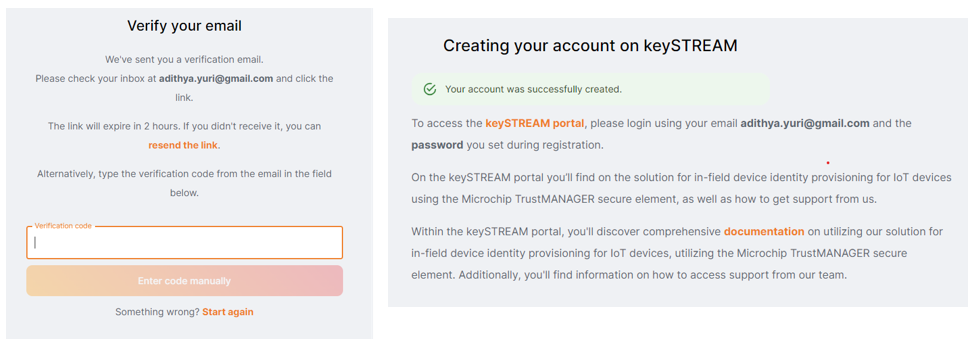 Verify your email
We've sent you a verification email.
Please check your inbox at adithya.yuri@gmail.com and click the
link.
The link will expire in 2 hours. If you didn't receive it, you can
resend the link.
Alternatively, type the verification code from the email in the field
below.
Verification code
Enter code manually
Something wrong? Start again
Creating your account on keySTREAM
Your account was successfully created.
To access the keySTREAM portal, please login using your email adithya.yuri@gmail.com and the
password you set during registration.
On the keySTREAM portal you'll find on the solution for in-field device identity provisioning for IoT devices
using the Microchip TrustMANAGER secure element, as well as how to get support from us.
Within the keySTREAM portal, you'll discover comprehensive documentation on utilizing our solution for
in-field device identity provisioning for IoT devices, utilizing the Microchip TrustMANAGER secure
element. Additionally, you'll find information on how to access support from our team.